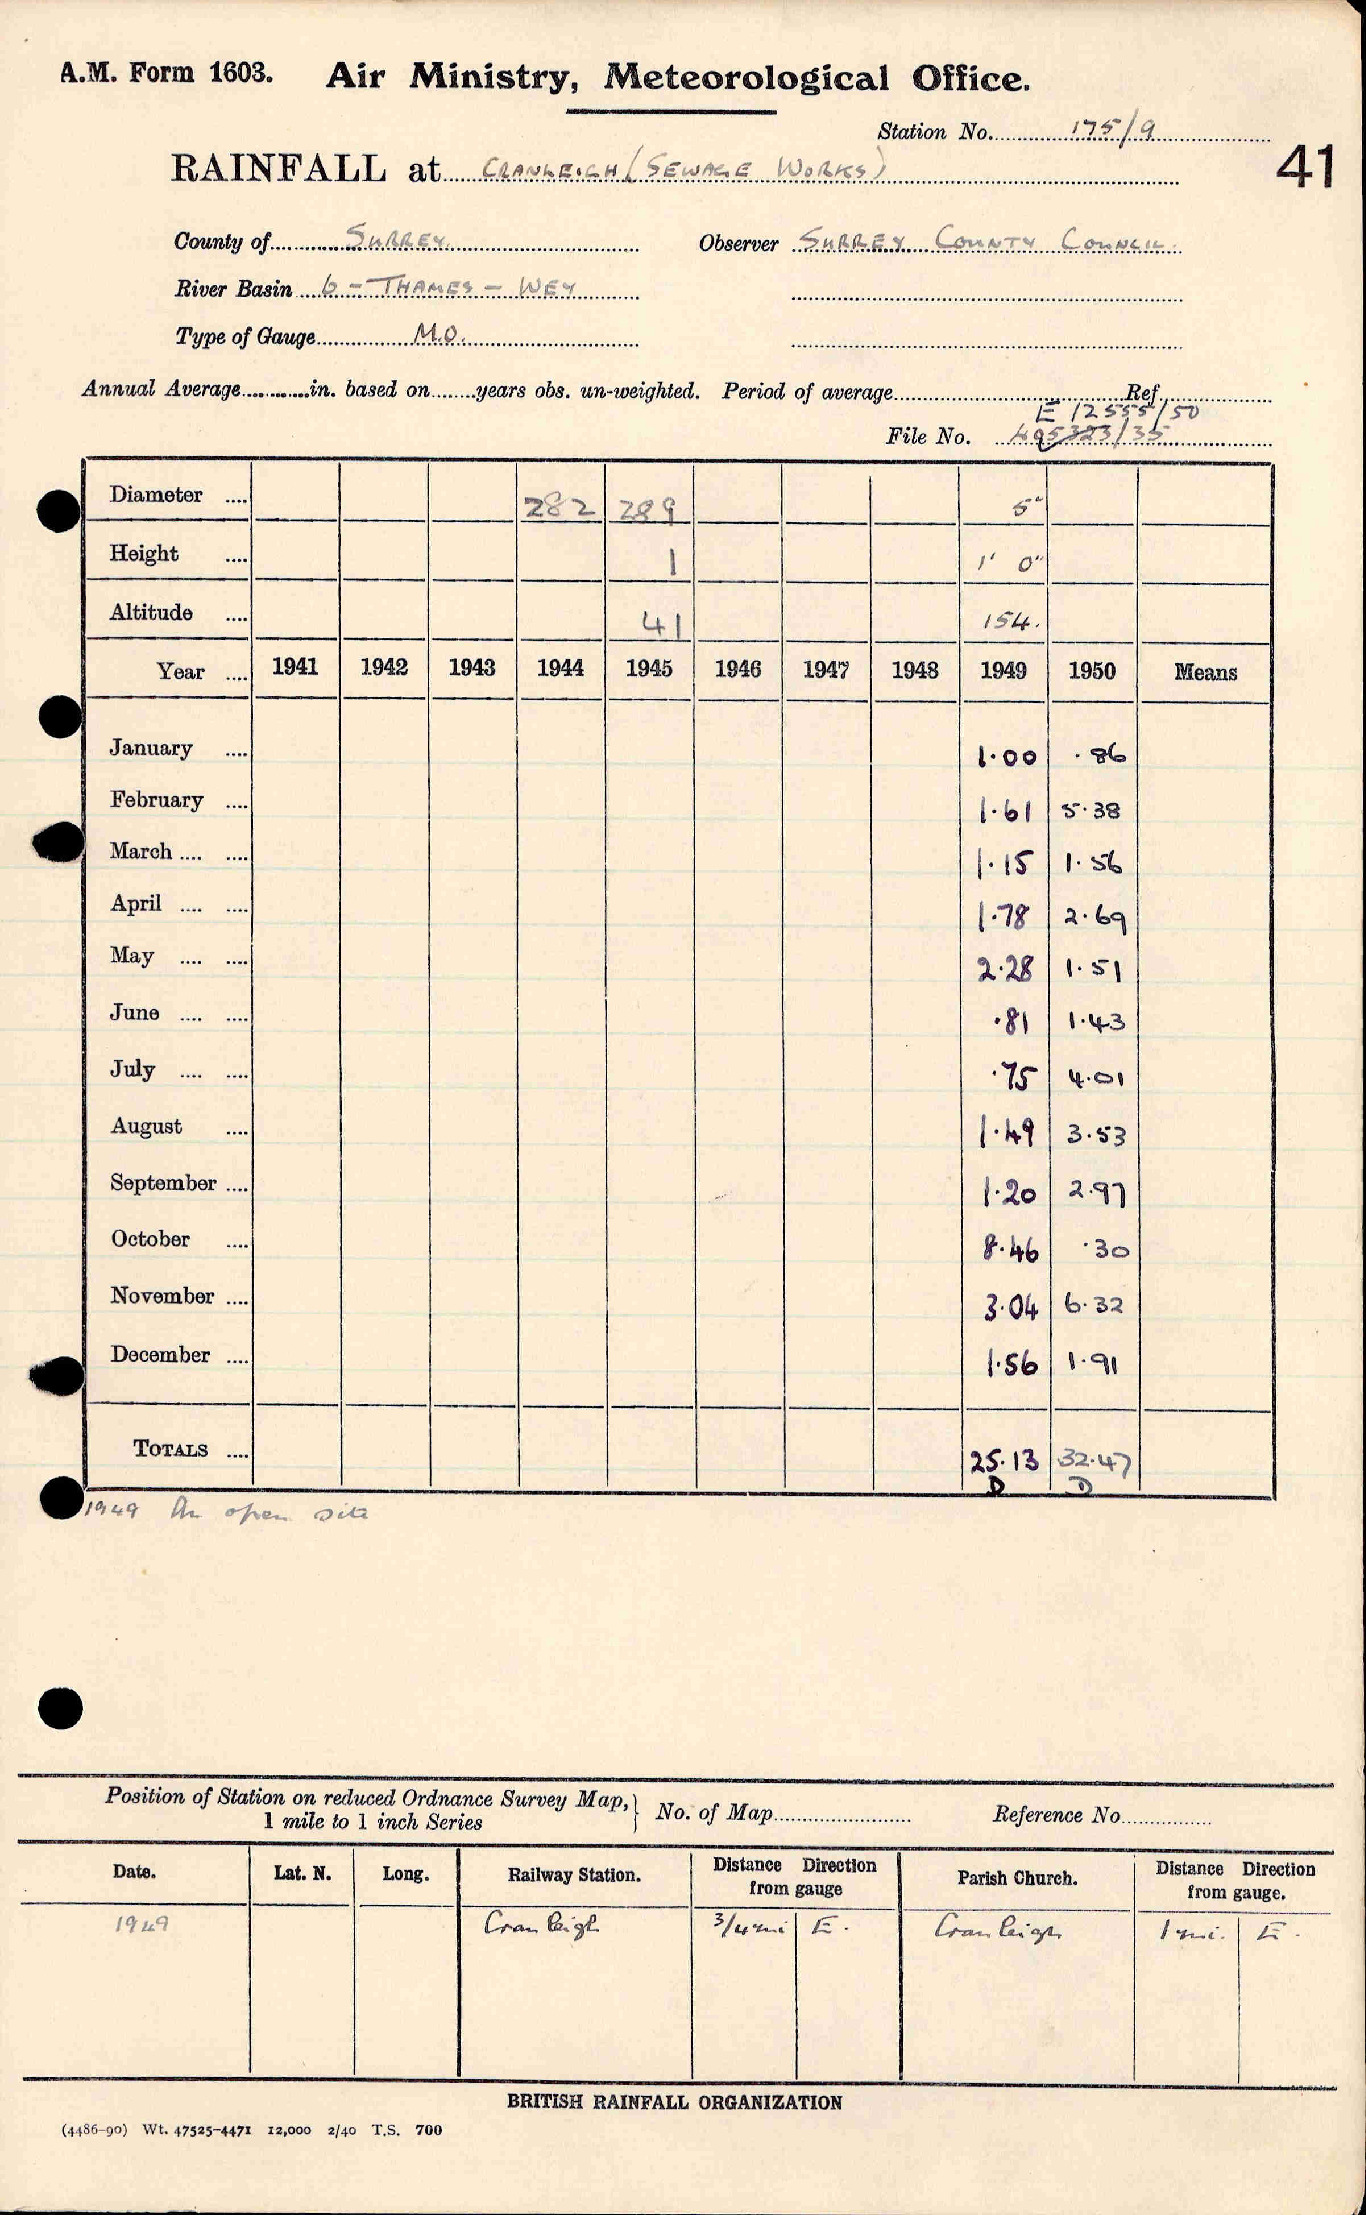 A.M. Form 1603. Air Ministry, Meteorological Office.
Station No. 175/9
41
RAINFALL at CRANLEIGH (SEWAGE WORKS)
County of SURREY Observer SURREY COUNTY COUNCIL.
River Basin 6 - THAMES - WEY
Type of Gauge M.O.
Annual Average in. based on years obs. un-weighted. Period of average Ref.
E 12555/50
File No. 495323/35
Diameter .... 282 289 5"
Height .... 1 1' 0"
Altitude .... 41 154.
Year .... 1941 1942 1943 1944 1945 1946 1947 1948 1949 1950 Means
January .... 1.00 .86
February .... 1.61 5.38
March .... .... 1.15 1.56
April .... .... 1.78 2.69
May .... .... 2.28 1.51
June .... .... .81 1.43
July .... .... .75 4.01
August .... 1.49 3.53
September .... 1.20 2.97
October .... 8.46 .30
November .... 3.04 6.32
December .... 1.56 1.91
TOTALS .... 25.13 32.47
D D
1949 An open site
Position of Station on reduced Ordnance Survey Map, } No. of Map Reference No.
1 mile to 1 inch Series
Date. Lat. N. Long. Railway Station. Distance Direction from gauge Parish Church. Distance Direction from gauge.
1949 Cranleigh 3/4 mi E. Cranleigh 1 mi. E.
BRITISH RAINFALL ORGANIZATION
(4486-90) Wt. 47525-4471 12,000 2/40 T.S. 700